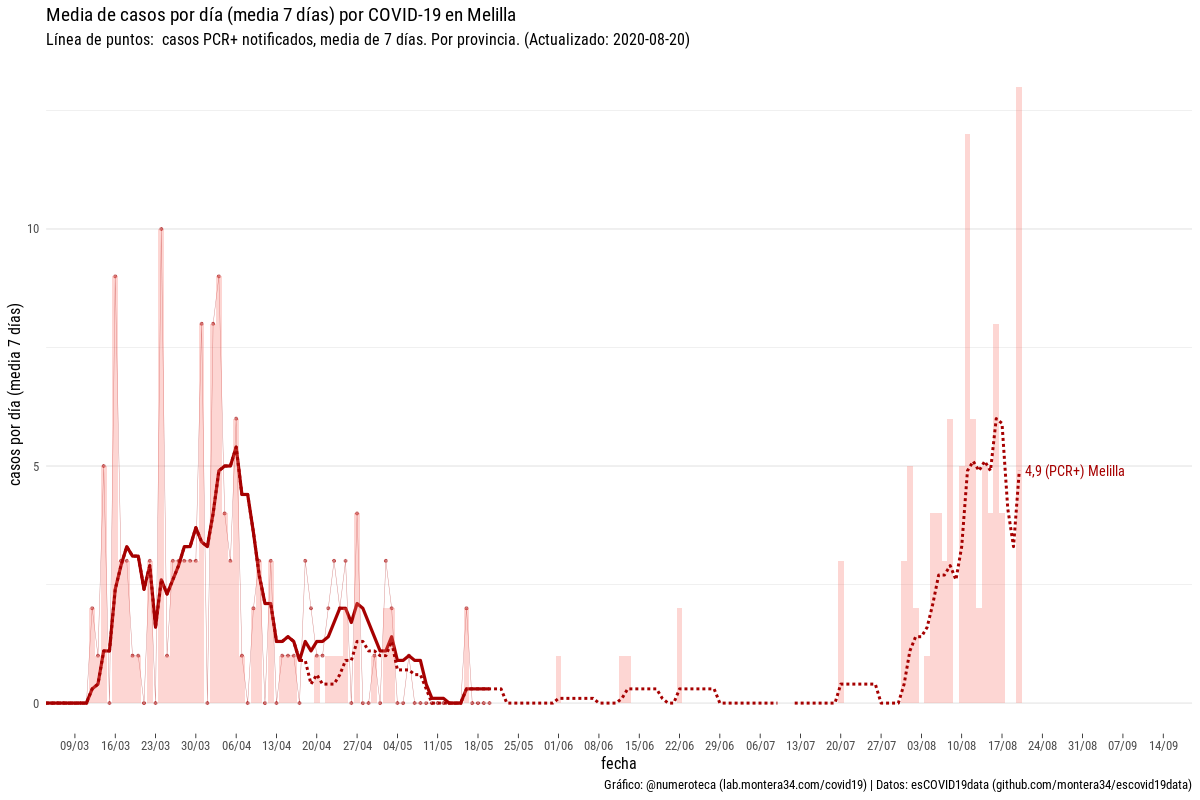 Media de casos por día (media 7 días) por COVID-19 en Melilla
Línea de puntos:  casos PCR+ notificados, media de 7 días. Por provincia. (Actualizado: 2020-08-20)
casos por día (media 7 días)
10
5
0
4,9 (PCR+) Melilla
09/03 16/03 23/03 30/03 06/04 13/04 20/04 27/04 04/05 11/05 18/05 25/05 01/06 08/06 15/06 22/06 29/06 06/07 13/07 20/07 27/07 03/08 10/08 17/08 24/08 31/08 07/09 14/09
fecha
Gráfico: @numeroteca (lab.montera34.com/covid19) | Datos: esCOVID19data (github.com/montera34/escovid19data)